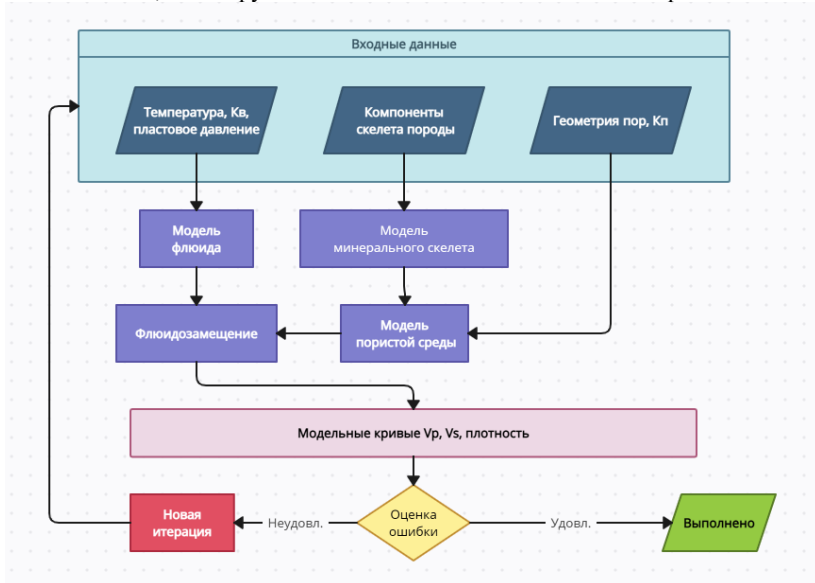 Входные данные
Температура, Кв,
пластовое давление
Компоненты
скелета породы
Геометрия пор, Кп
Модель
флюида
Модель
минерального скелета
Флюидозамещение
Модель
пористой среды
Модельные кривые Vp, Vs, плотность
Новая
итерация
Неудовл.
Оценка
ошибки
Удовл.
Выполнено